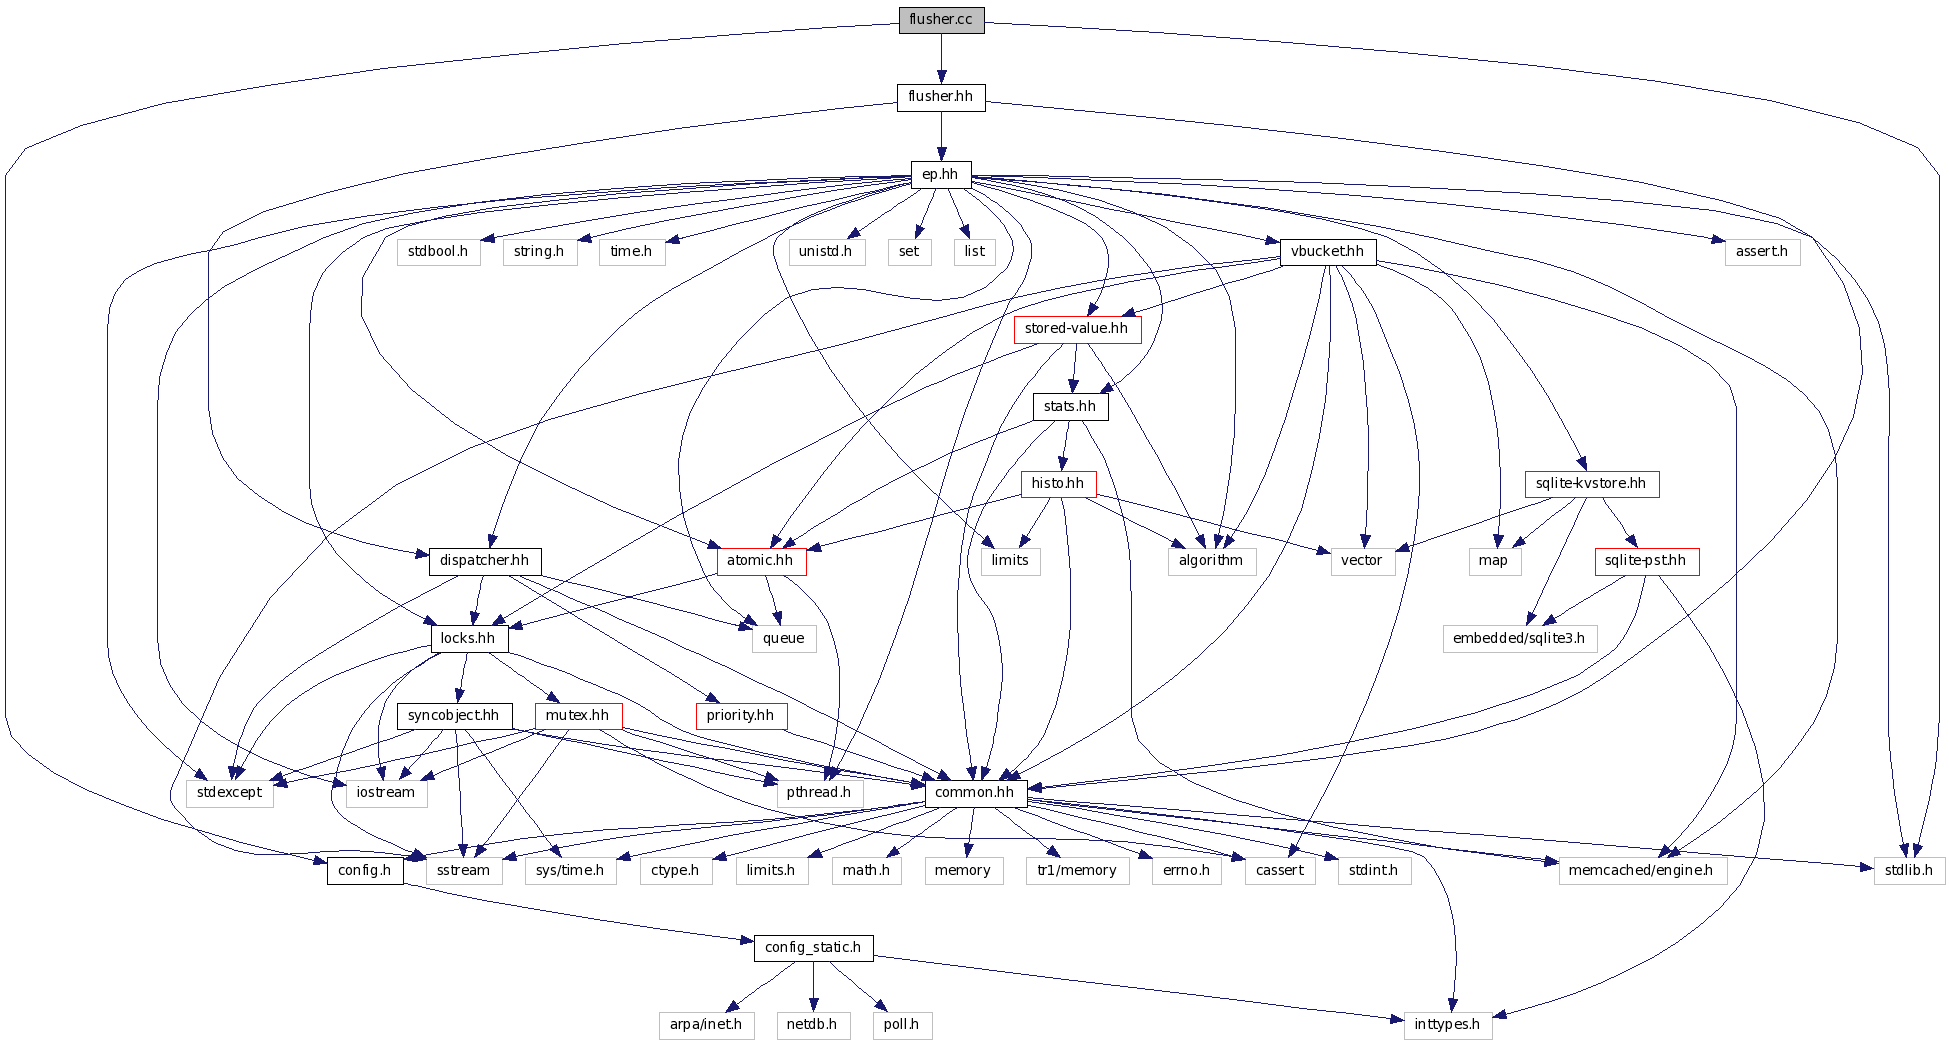 flusher.cc
flusher.hh
ep.hh
stdbool.h
string.h
time.h
unistd.h
set
list
vbucket.hh
assert.h
stored-value.hh
stats.hh
histo.hh
sqlite-kvstore.hh
dispatcher.hh
atomic.hh
limits
algorithm
vector
map
sqlite-pst.hh
locks.hh
queue
embedded/sqlite3.h
syncobject.hh
mutex.hh
priority.hh
stdexcept
iostream
pthread.h
common.hh
config.h
sstream
sys/time.h
ctype.h
limits.h
math.h
memory
tr1/memory
errno.h
cassert
stdint.h
memcached/engine.h
stdlib.h
config_static.h
arpa/inet.h
netdb.h
poll.h
inttypes.h